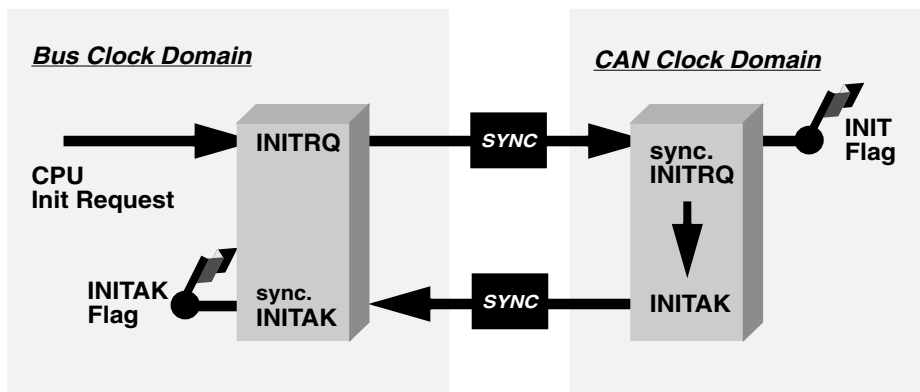 Bus Clock Domain
CAN Clock Domain
INITRQ
SYNC
sync.
INITRQ
INIT
Flag
CPU
Init Request
INITAK
Flag
sync.
INITAK
SYNC
INITAK